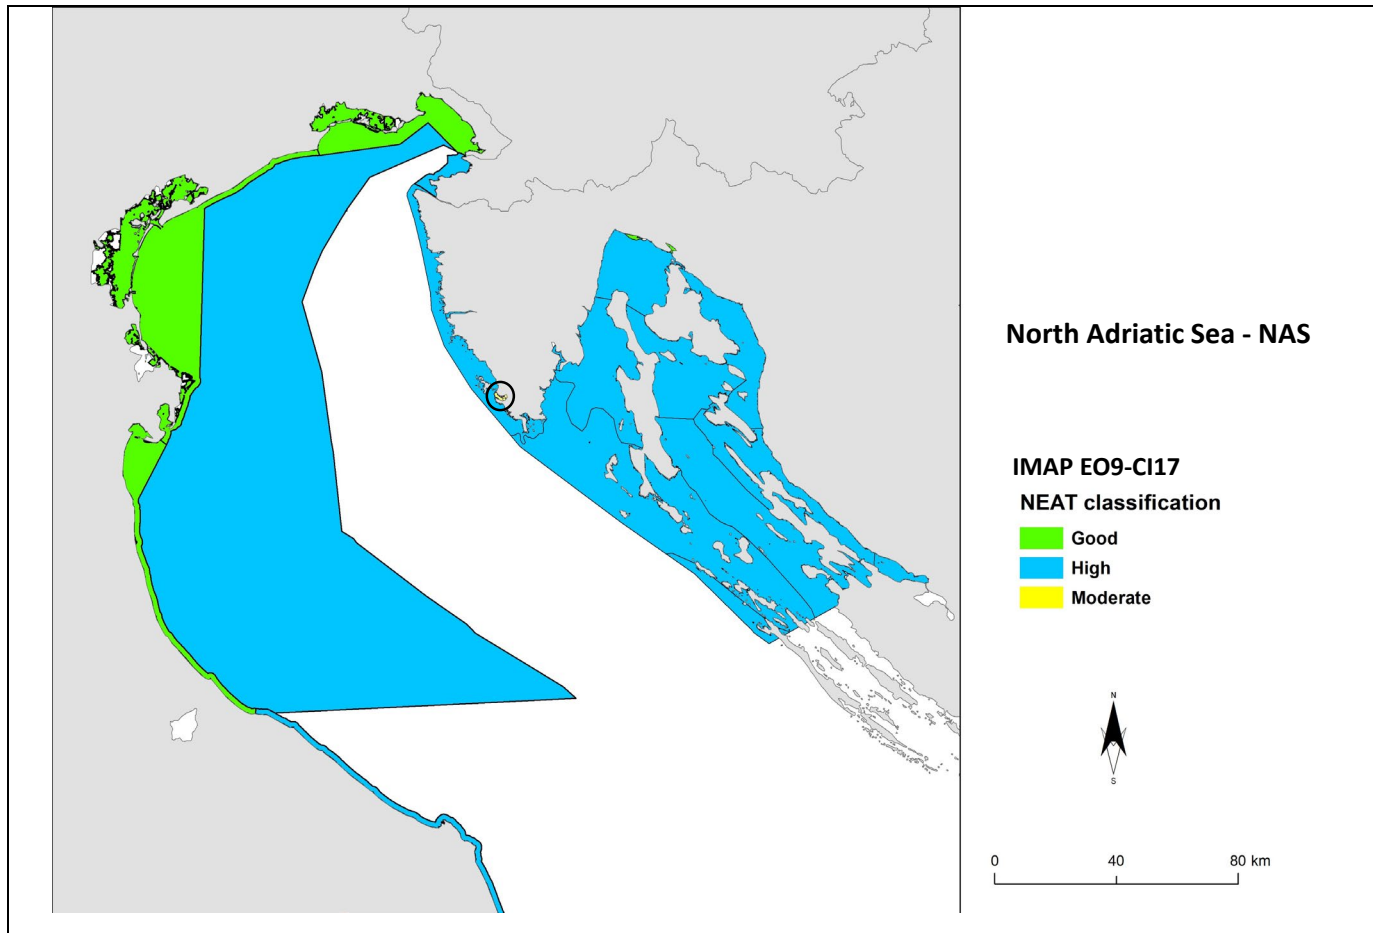 North Adriatic Sea - NAS
IMAP EO9-CI17
NEAT classification
Good
High
Moderate
N
S
0 40 80 km